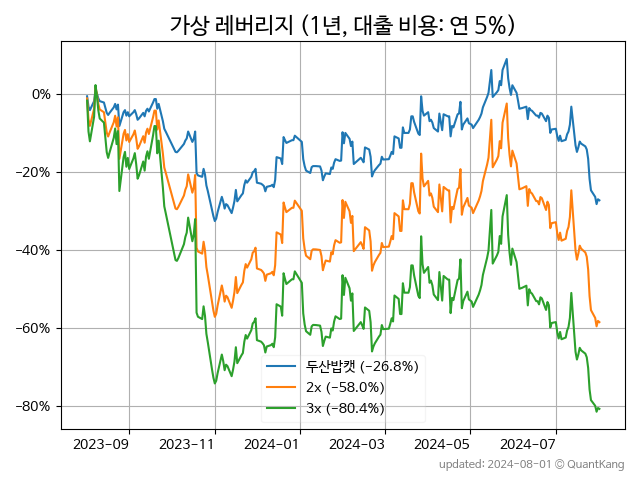 가상 레버리지 (1년, 대출 비용: 연 5%)
0%
−20%
−40%
−60%
−80%
두산밥캣 (−26.8%)
2x (−58.0%)
3x (−80.4%)
2023-09 2023-11 2024-01 2024-03 2024-05 2024-07
updated: 2024-08-01 © QuantKang